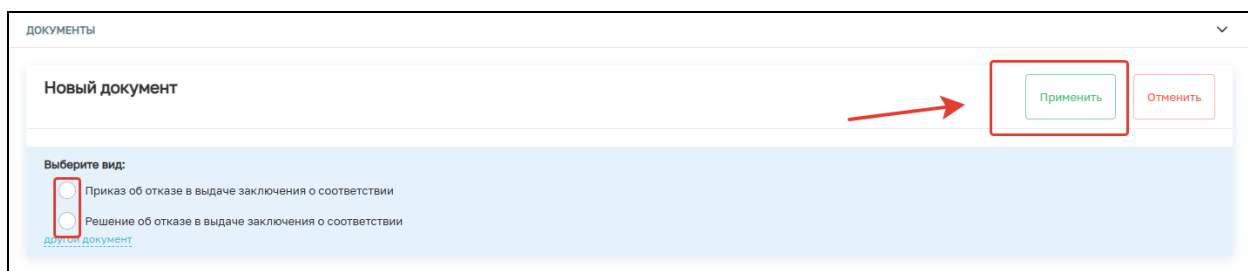 ДОКУМЕНТЫ
Новый документ
Применить
Отменить
Выберите вид:
Приказ об отказе в выдаче заключения о соответствии
Решение об отказе в выдаче заключения о соответствии
другой документ